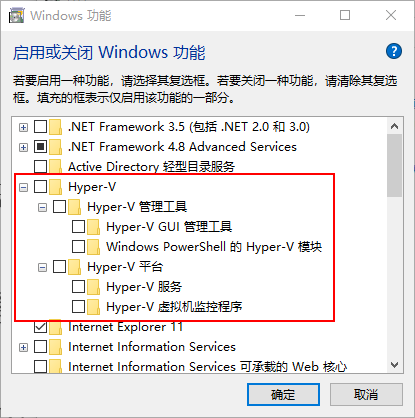 Windows 功能
启用或关闭 Windows 功能
若要启用一种功能，请选择其复选框。若要关闭一种功能，请清除其复选
框。填充的框表示仅启用该功能的一部分。
.NET Framework 3.5 (包括 .NET 2.0 和 3.0)
.NET Framework 4.8 Advanced Services
Active Directory 轻型目录服务
Hyper-V
Hyper-V 管理工具
Hyper-V GUI 管理工具
Windows PowerShell 的 Hyper-V 模块
Hyper-V 平台
Hyper-V 服务
Hyper-V 虚拟机监控程序
Internet Explorer 11
Internet Information Services
Internet Information Services 可承载的 Web 核心
确定
取消